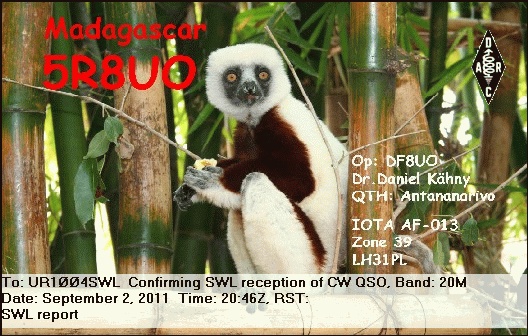 Madagascar
5R8UO
D
A R
C
Op: DF8UO
Dr.Daniel Kähny
QTH: Antananarivo
IOTA AF-013
Zone 39
LH31PL
To: UR1ØØ4SWL Confirming SWL reception of CW QSO, Band: 20M
Date: September 2, 2011 Time: 20:46Z, RST:
SWL report